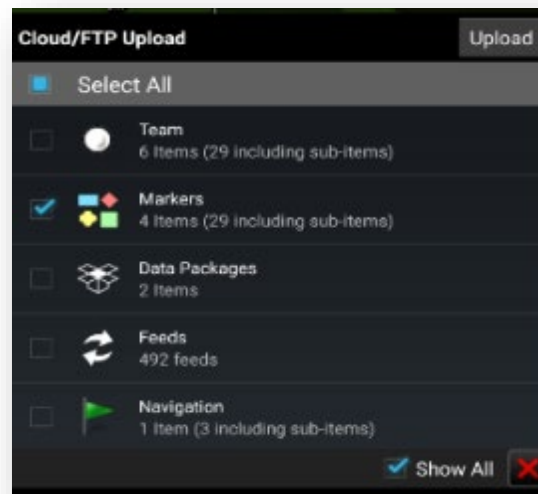 Cloud/FTP Upload
Upload
Select All
Team
6 Items (29 including sub-items)
Markers
4 Items (29 including sub-items)
Data Packages
2 Items
Feeds
492 feeds
Navigation
1 Item (3 including sub-items)
Show All